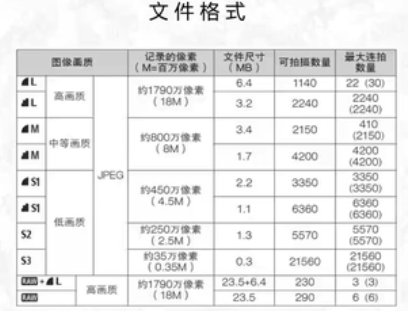 文件格式
图像画质 记录的像素 (M=百万像素) 文件尺寸 (MB) 可拍摄数量 最大连拍数量
L 高画质 JPEG 约1790万像素 (18M) 6.4 1140 22 (30)
L 3.2 2240 2240 (2240)
M 中等画质 约800万像素 (8M) 3.4 2150 410 (2150)
M 1.7 4200 4200 (4200)
S1 低画质 约450万像素 (4.5M) 2.2 3350 3350 (3350)
S1 1.1 6360 6360 (6360)
S2 约250万像素 (2.5M) 1.3 5570 5570 (5570)
S3 约35万像素 (0.35M) 0.3 21560 21560 (21560)
RAW+L 高画质 约1790万像素 (18M) 23.5+6.4 230 3 (3)
RAW 23.5 290 6 (6)